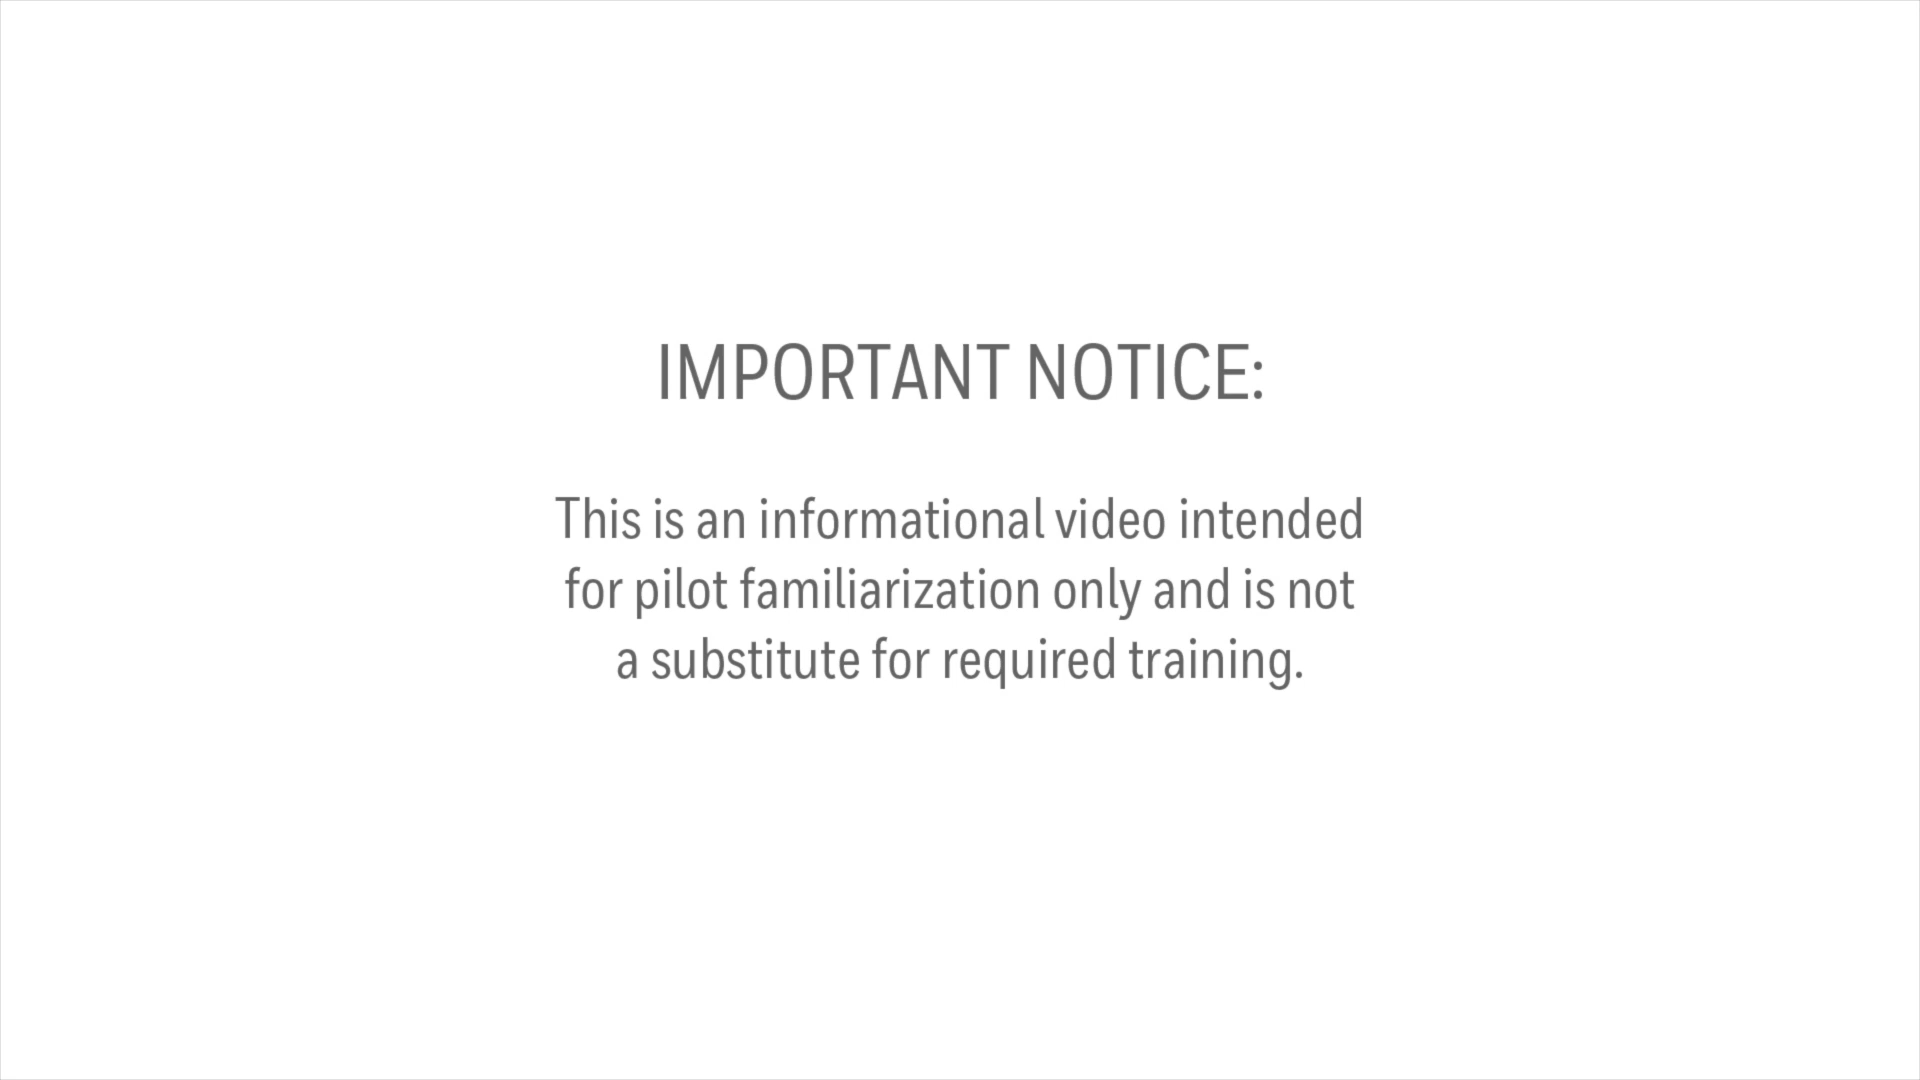 IMPORTANT NOTICE:
This is an informational video intended
for pilot familiarization only and is not
a substitute for required training.